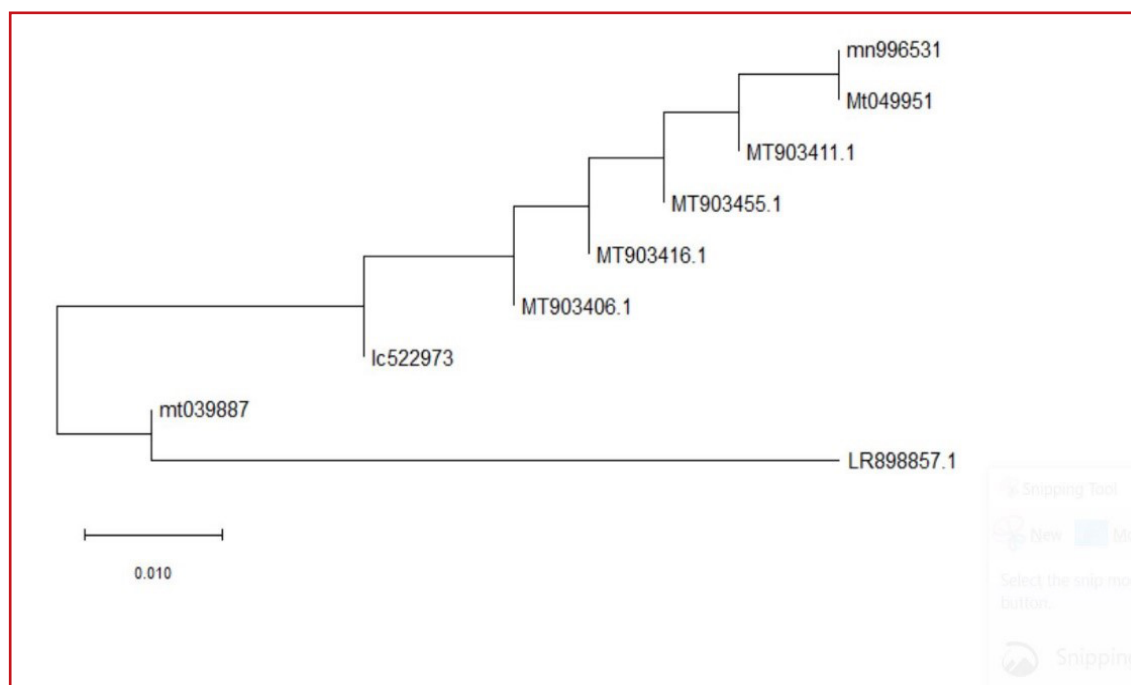 mn996531
Mt049951
MT903411.1
MT903455.1
MT903416.1
MT903406.1
lc522973
mt039887
LR898857.1
0.010
Snipping Tool
New
Select the snip mo
button.
Snipping